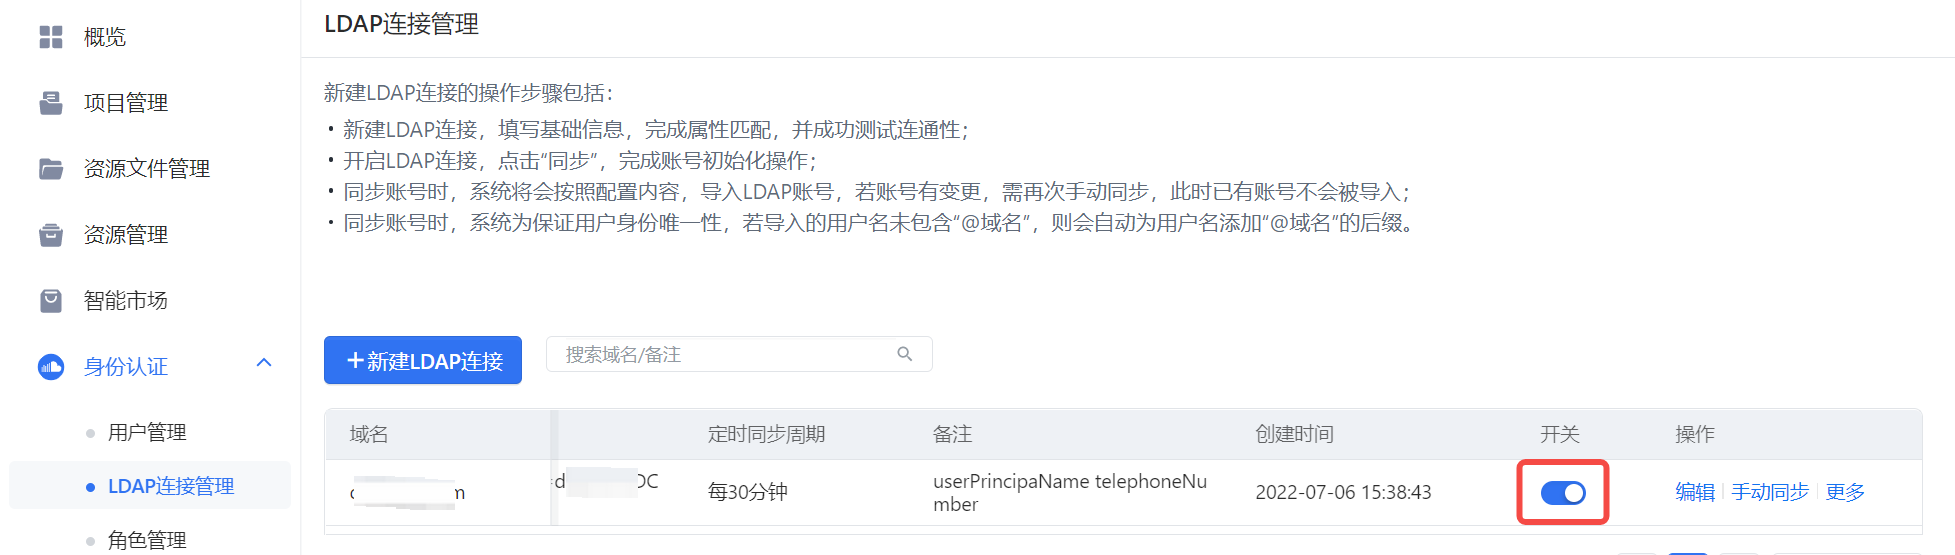 概览
项目管理
资源文件管理
资源管理
智能市场
身份认证
用户管理
LDAP连接管理
角色管理
LDAP连接管理
新建LDAP连接的操作步骤包括：
• 新建LDAP连接，填写基础信息，完成属性匹配，并成功测试连通性；
• 开启LDAP连接，点击“同步”，完成账号初始化操作；
• 同步账号时，系统将会按照配置内容，导入LDAP账号，若账号有变更，需再次手动同步，此时已有账号不会被导入；
• 同步账号时，系统为保证用户身份唯一性，若导入的用户名未包含“@域名”，则会自动为用户名添加“@域名”的后缀。
+新建LDAP连接 搜索域名/备注
域名 定时同步周期 备注 创建时间 开关 操作
每30分钟 userPrincipaName telephoneNu
mber 2022-07-06 15:38:43 编辑 手动同步 更多